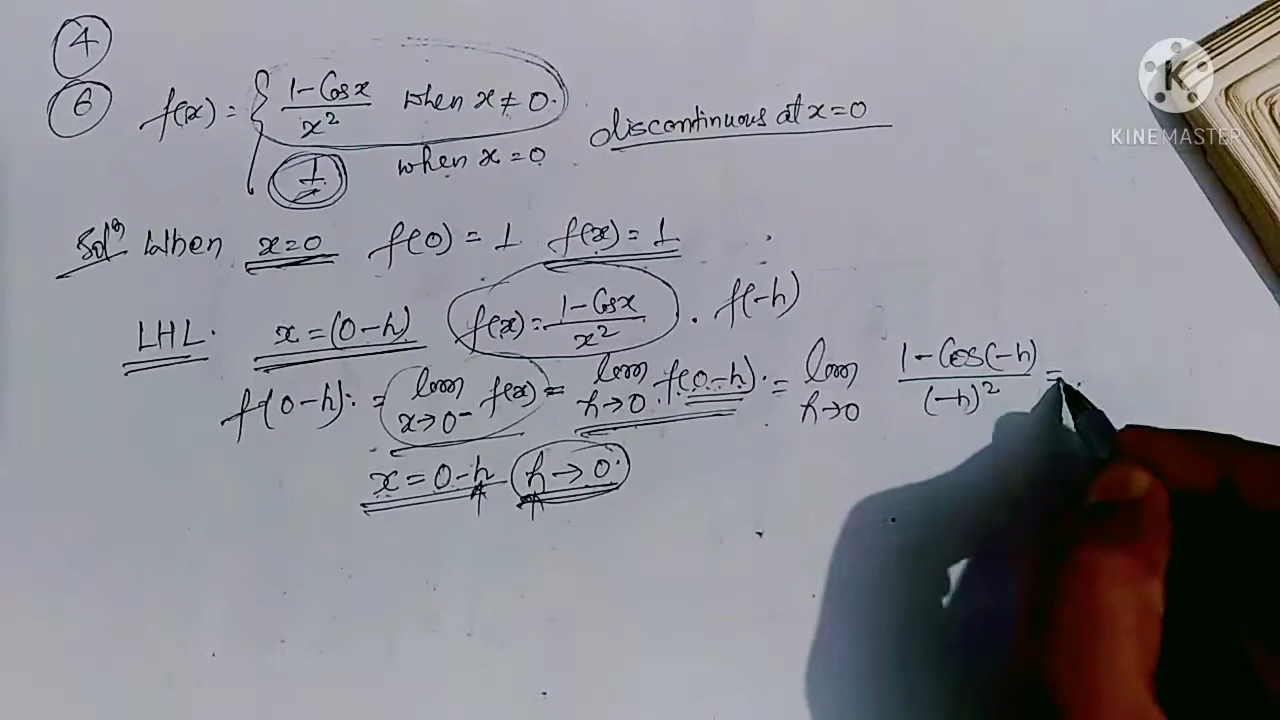 4
6 f(x) = { 1-Cosx / x² when x ≠ 0. discontinuous at x=0
1 when x = 0
Solⁿ When x=0 f(0) = 1 f(x) = 1
LHL. x = (0-h) f(x) = 1-Cosx / x² . f(-h)
f(0-h). = lim x→0⁻ f(x) = lim h→0 f(0-h). = lim h→0 1-Cos(-h) / (-h)² =
x = 0-h h→0.
K
KINEMASTER